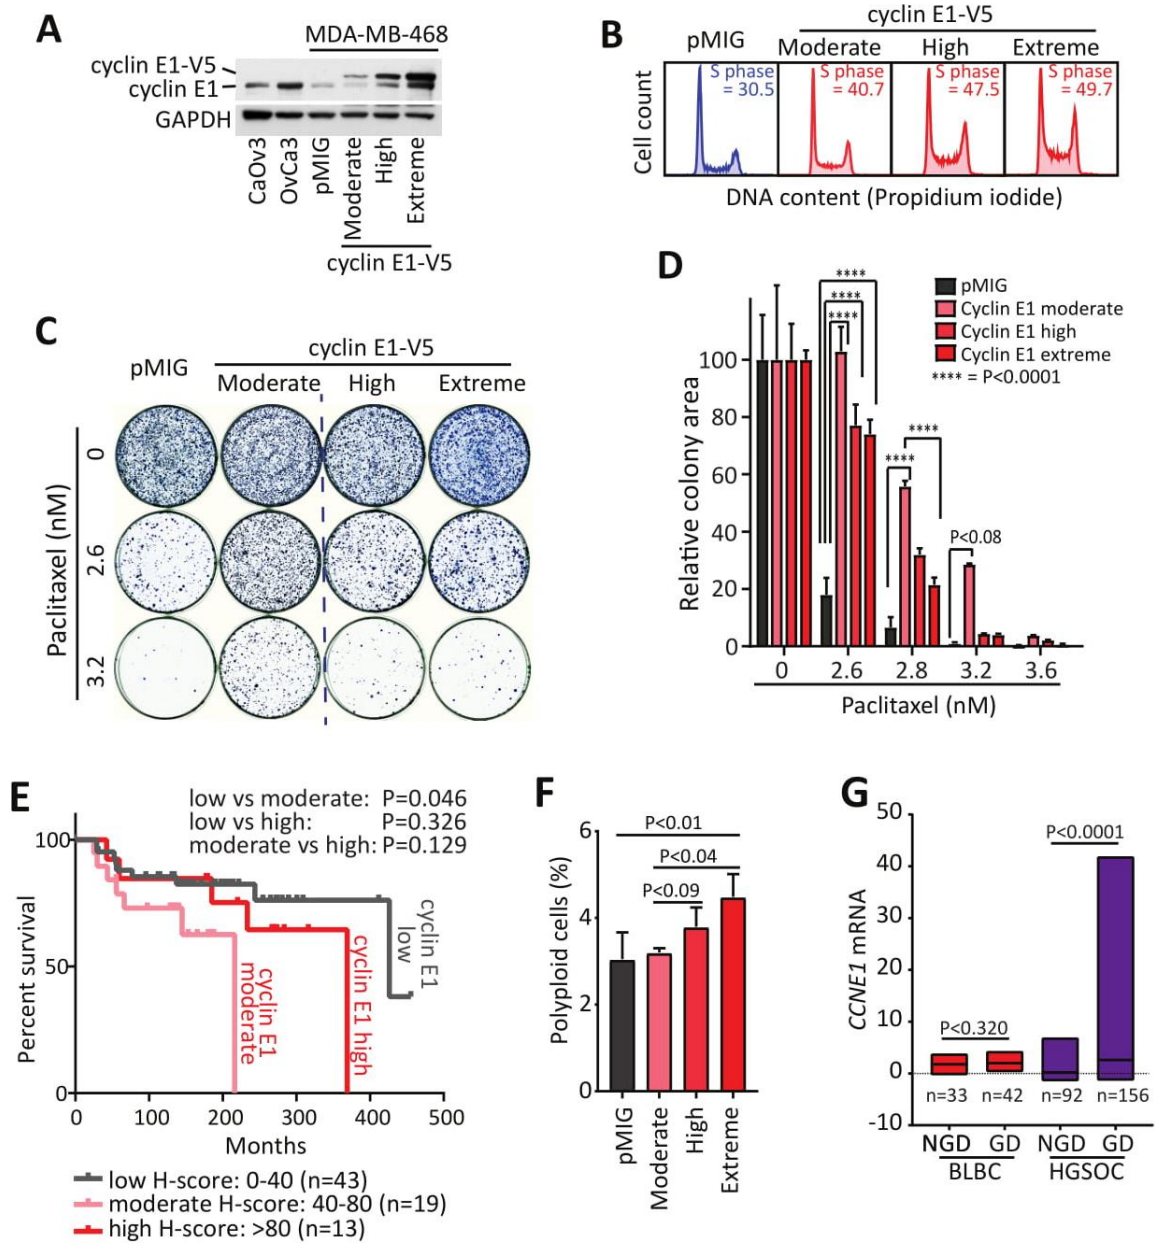 A
MDA-MB-468
cyclin E1-V5
cyclin E1
GAPDH
CaOv3
OvCa3
pMIG
Moderate
High
Extreme
cyclin E1-V5
B
cyclin E1-V5
pMIG
Moderate
High
Extreme
Cell count
S phase
= 30.5
S phase
= 40.7
S phase
= 47.5
S phase
= 49.7
DNA content (Propidium iodide)
C
cyclin E1-V5
pMIG
Moderate
High
Extreme
Paclitaxel (nM)
0
2.6
3.2
D
pMIG
Cyclin E1 moderate
Cyclin E1 high
Cyclin E1 extreme
**** = P<0.0001
****
****
****
****
****
P<0.08
Relative colony area
100
80
60
40
20
0
0
2.6
2.8
3.2
3.6
Paclitaxel (nM)
E
low vs moderate: P=0.046
low vs high: P=0.326
moderate vs high: P=0.129
Percent survival
100
50
0
cyclin E1
moderate
cyclin E1 high
cyclin E1
low
0
100
200
300
400
500
Months
low H-score: 0-40 (n=43)
moderate H-score: 40-80 (n=19)
high H-score: >80 (n=13)
F
Polyploid cells (%)
6
4
2
0
P<0.01
P<0.04
P<0.09
pMIG
Moderate
High
Extreme
G
CCNE1 mRNA
50
40
30
20
10
0
-10
P<0.0001
P<0.320
n=33
n=42
n=92
n=156
NGD
GD
NGD
GD
BLBC
HGSOC